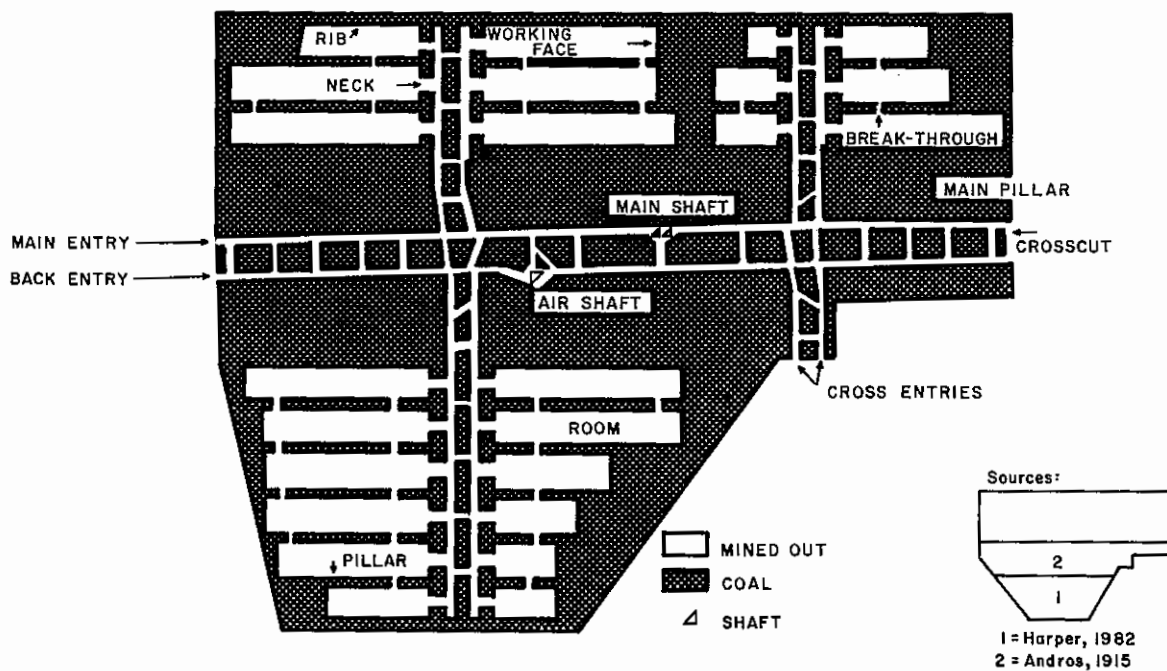 RIB
WORKING
FACE
NECK
BREAK-THROUGH
MAIN PILLAR
MAIN SHAFT
MAIN ENTRY
CROSSCUT
BACK ENTRY
AIR SHAFT
CROSS ENTRIES
ROOM
PILLAR
MINED OUT
COAL
SHAFT
Sources:
2
1
1 = Harper, 1982
2 = Andros, 1915